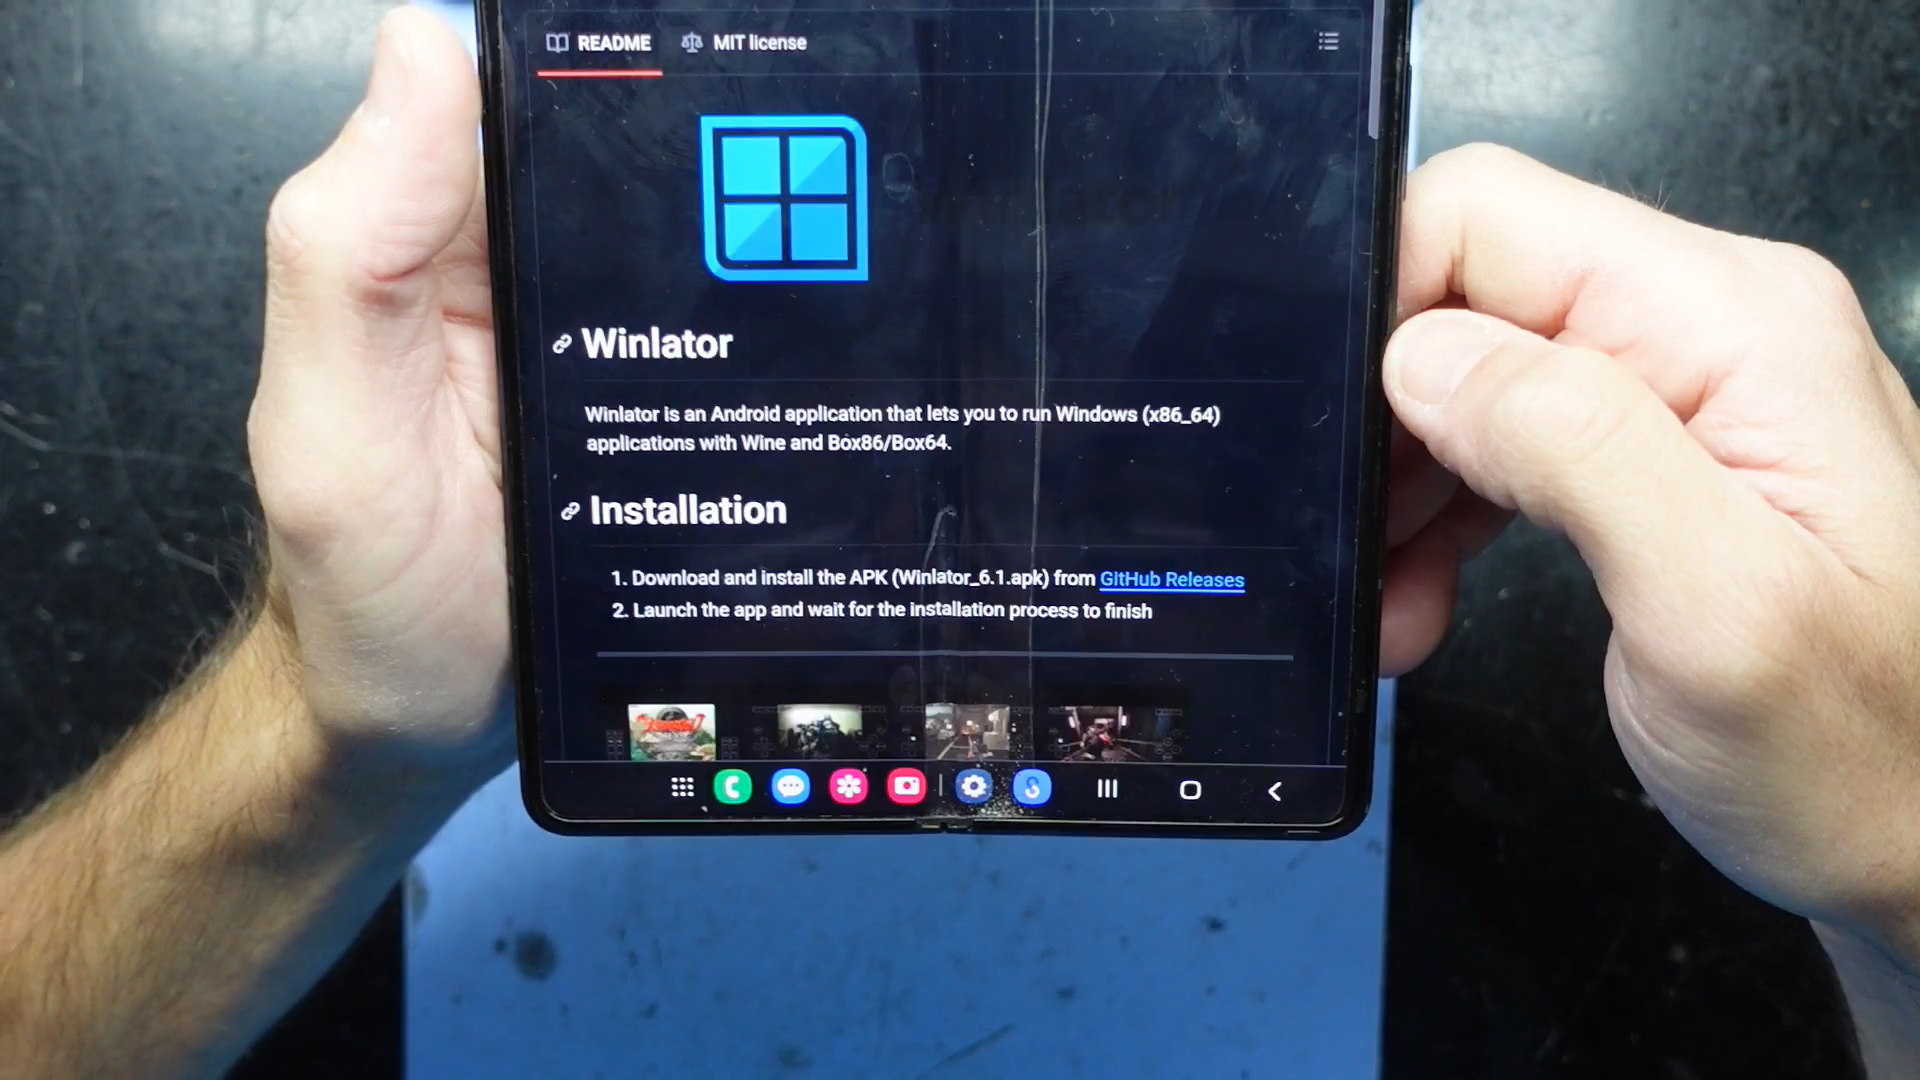 README MIT license
Winlator
Winlator is an Android application that lets you to run Windows (x86_64)
applications with Wine and Box86/Box64.
Installation
1. Download and install the APK (Winlator_6.1.apk) from GitHub Releases
2. Launch the app and wait for the installation process to finish